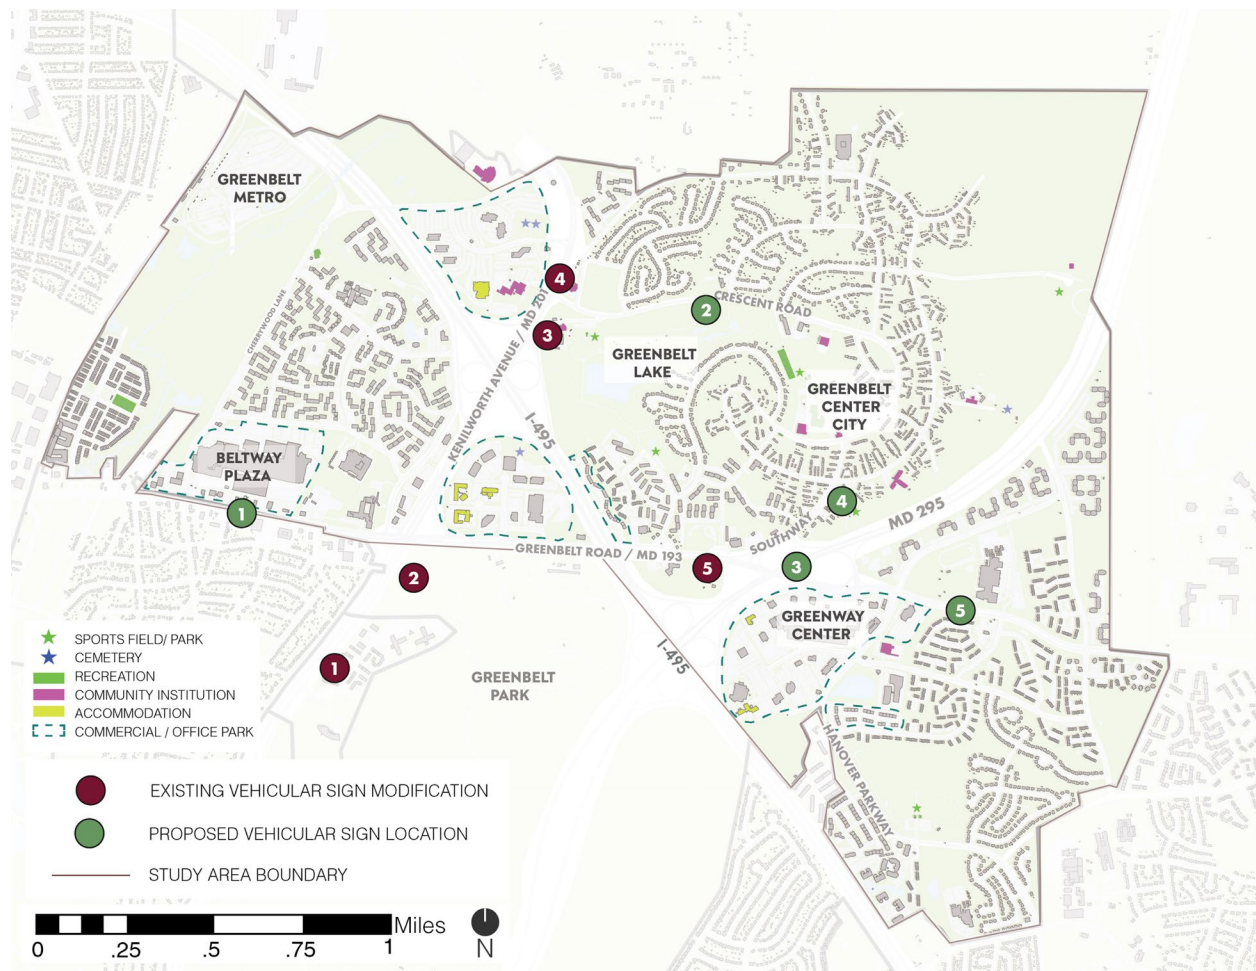 GREENBELT
METRO
4
2
CRESCENT ROAD
CHERRYWOOD LANE
KENILWORTH AVENUE / MD 201
3
GREENBELT
LAKE
GREENBELT
CENTER
CITY
I-495
BELTWAY
PLAZA
1
4
MD 295
SOUTHWAY
GREENBELT ROAD / MD 193
2
5
3
5
GREENWAY
CENTER
1
I-495
GREENBELT
PARK
HANOVER PARKWAY
SPORTS FIELD/ PARK
CEMETERY
RECREATION
COMMUNITY INSTITUTION
ACCOMMODATION
COMMERCIAL / OFFICE PARK
EXISTING VEHICULAR SIGN MODIFICATION
PROPOSED VEHICULAR SIGN LOCATION
STUDY AREA BOUNDARY
Miles
0 .25 .5 .75 1
N